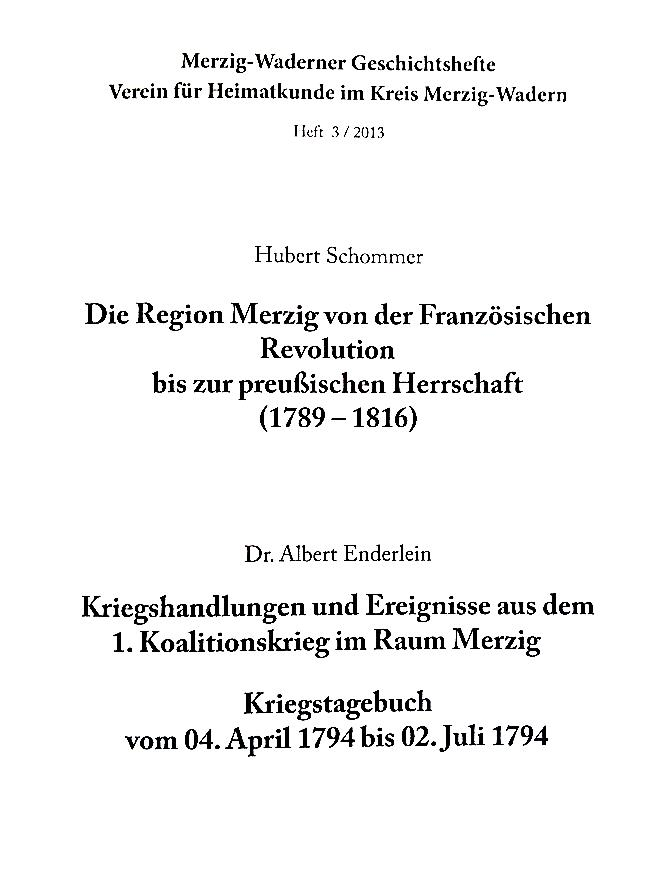 Merzig-Waderner Geschichtshefte
Verein für Heimatkunde im Kreis Merzig-Wadern
Heft 3 / 2013
Hubert Schommer
Die Region Merzig von der Französischen
Revolution
bis zur preußischen Herrschaft
(1789 – 1816)
Dr. Albert Enderlein
Kriegshandlungen und Ereignisse aus dem
1. Koalitionskrieg im Raum Merzig
Kriegstagebuch
vom 04. April 1794 bis 02. Juli 1794